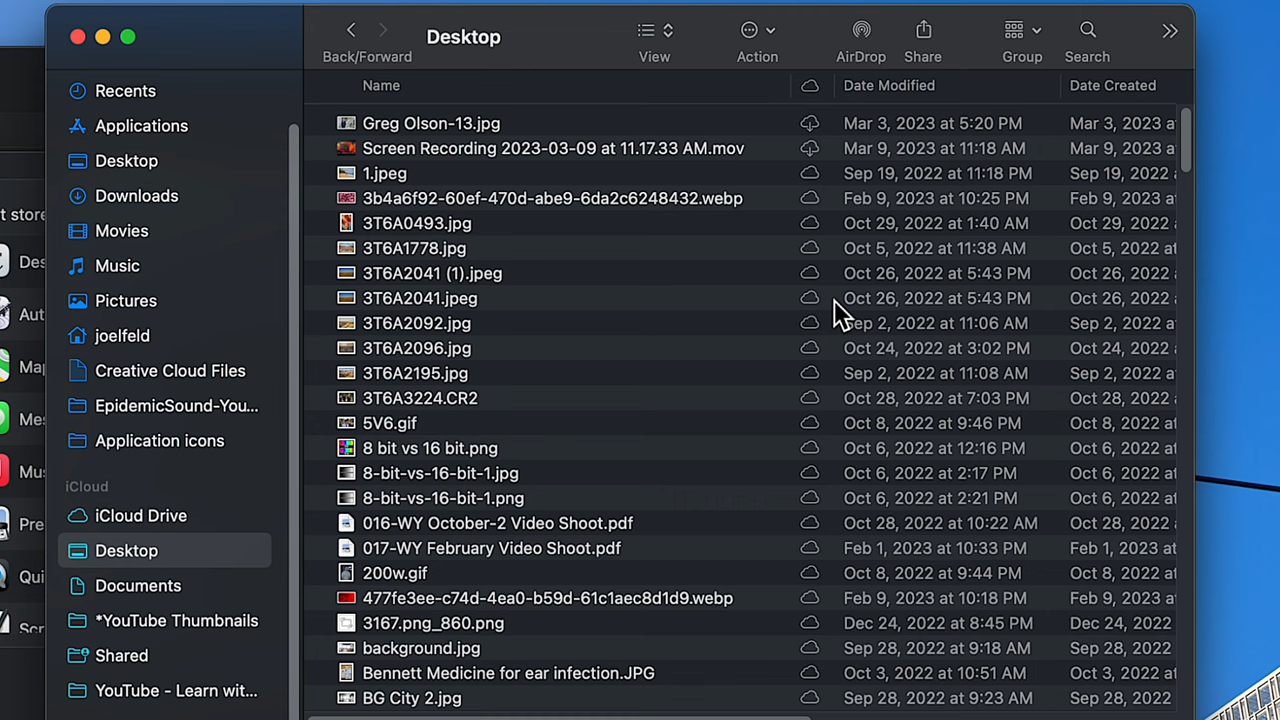 Desktop
Back/Forward
View
Action
AirDrop
Share
Group
Search
Recents
Applications
Desktop
Downloads
Movies
Music
Pictures
joelfeld
Creative Cloud Files
EpidemicSound-You...
Application icons
iCloud
iCloud Drive
Desktop
Documents
*YouTube Thumbnails
Shared
YouTube - Learn wit...
Name Date Modified Date Created
Greg Olson-13.jpg Mar 3, 2023 at 5:20 PM Mar 3, 2023 a
Screen Recording 2023-03-09 at 11.17.33 AM.mov Mar 9, 2023 at 11:18 AM Mar 9, 2023 a
1.jpeg Sep 19, 2022 at 11:18 PM Sep 19, 2022
3b4a6f92-60ef-470d-abe9-6da2c6248432.webp Feb 9, 2023 at 10:25 PM Feb 9, 2023 a
3T6A0493.jpg Oct 29, 2022 at 1:40 AM Oct 29, 2022
3T6A1778.jpg Oct 5, 2022 at 11:38 AM Oct 5, 2022 at
3T6A2041 (1).jpeg Oct 26, 2022 at 5:43 PM Oct 26, 2022
3T6A2041.jpeg Oct 26, 2022 at 5:43 PM Oct 26, 2022
3T6A2092.jpg Sep 2, 2022 at 11:06 AM Sep 2, 2022 at
3T6A2096.jpg Oct 24, 2022 at 3:02 PM Oct 24, 2022
3T6A2195.jpg Sep 2, 2022 at 11:08 AM Sep 2, 2022 at
3T6A3224.CR2 Oct 28, 2022 at 7:03 PM Oct 28, 2022
5V6.gif Oct 8, 2022 at 9:46 PM Oct 8, 2022 at
8 bit vs 16 bit.png Oct 6, 2022 at 12:16 PM Oct 6, 2022 at
8-bit-vs-16-bit-1.jpg Oct 6, 2022 at 2:17 PM Oct 6, 2022 at
8-bit-vs-16-bit-1.png Oct 6, 2022 at 2:21 PM Oct 6, 2022 at
016-WY October-2 Video Shoot.pdf Oct 28, 2022 at 10:22 AM Oct 28, 2022
017-WY February Video Shoot.pdf Feb 1, 2023 at 10:33 PM Feb 1, 2023 a
200w.gif Oct 8, 2022 at 9:44 PM Oct 8, 2022 at
477fe3ee-c74d-4ea0-b59d-61c1aec8d1d9.webp Feb 9, 2023 at 10:18 PM Feb 9, 2023 a
3167.png_860.png Dec 24, 2022 at 8:45 PM Dec 24, 2022
background.jpg Sep 28, 2022 at 9:18 AM Sep 28, 2022
Bennett Medicine for ear infection.JPG Oct 3, 2022 at 10:51 AM Oct 3, 2022 at
BG City 2.jpg Sep 28, 2022 at 9:23 AM Sep 28, 2022
t store
Des
Aut
Map
Mes
Mus
Pre
Qui